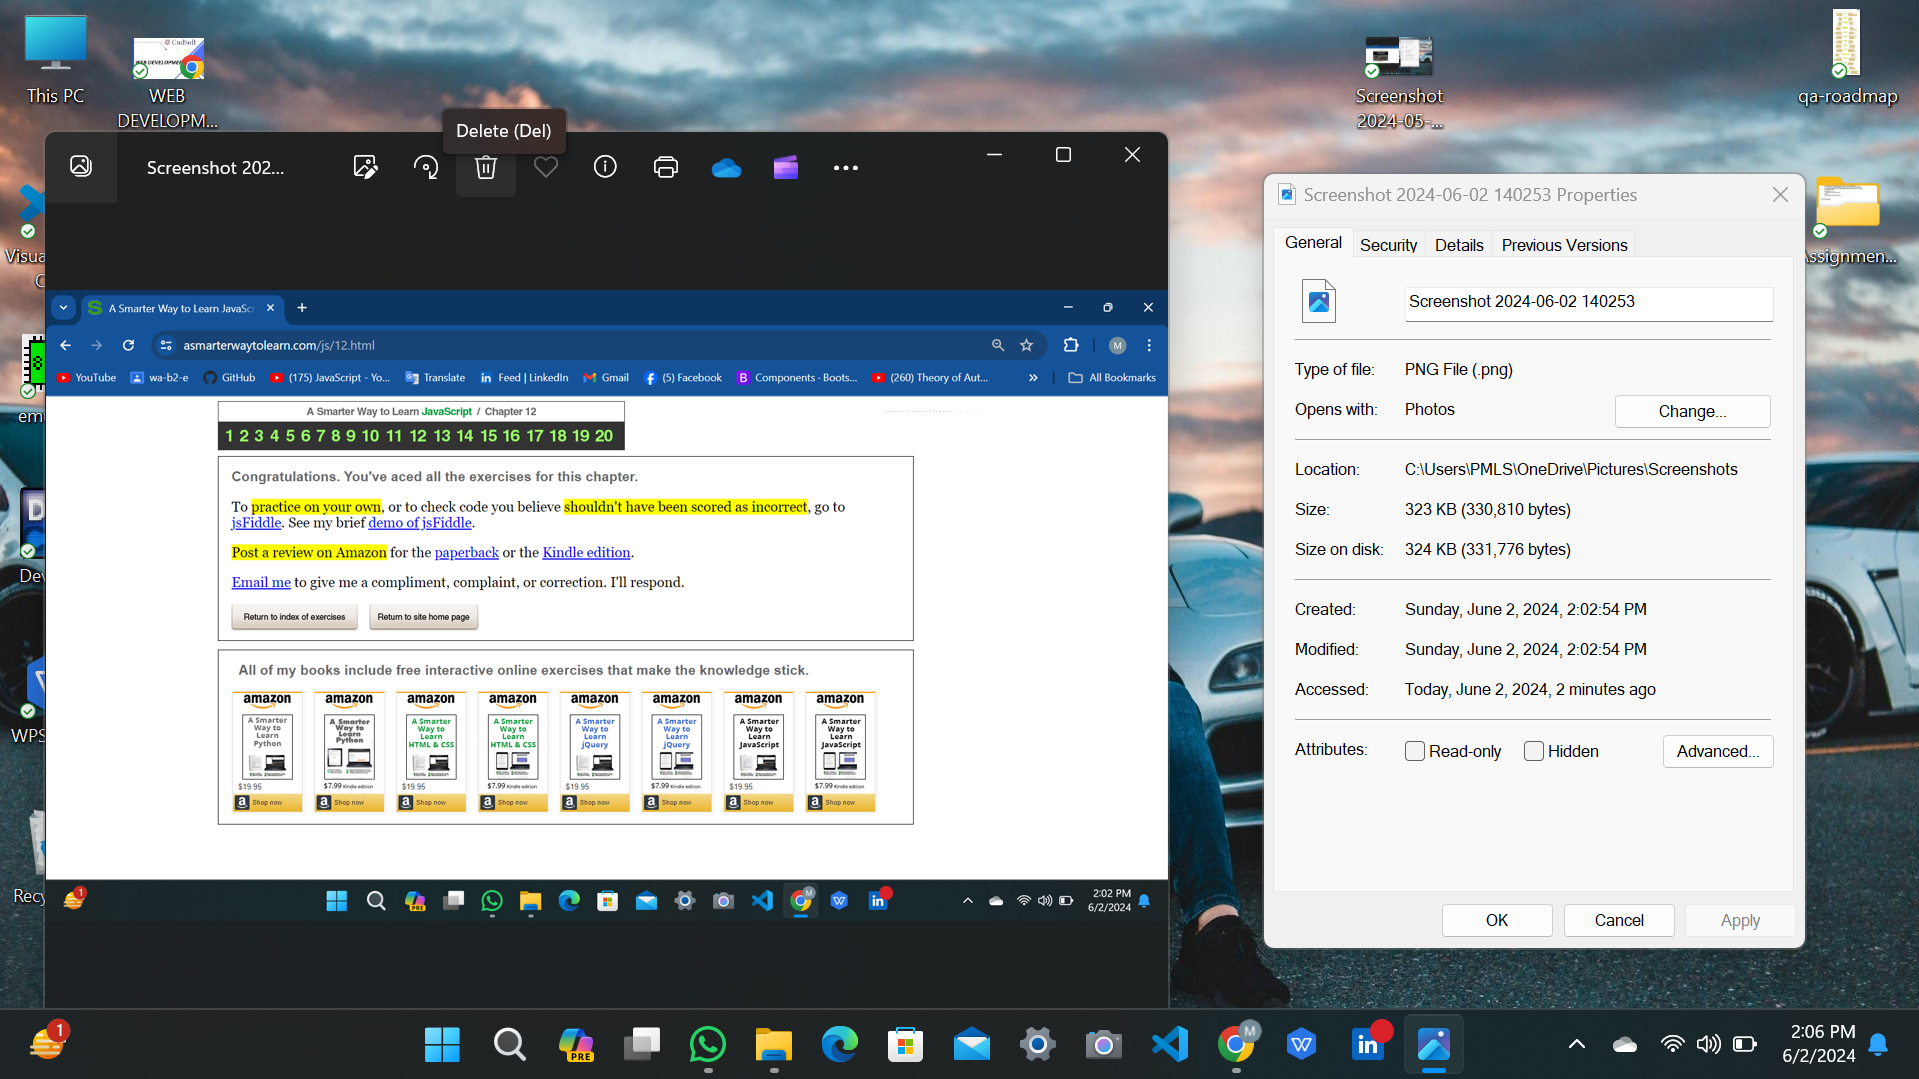 This PC
@ CodSoft
WEB DEVELOPM...
Screenshot 2024-05-...
qa-roadmap
Delete (Del)
Screenshot 202...
Screenshot 2024-06-02 140253 Properties
General Security Details Previous Versions
Screenshot 2024-06-02 140253
Type of file: PNG File (.png)
Opens with: Photos Change...
Location: C:\Users\PMLS\OneDrive\Pictures\Screenshots
Size: 323 KB (330,810 bytes)
Size on disk: 324 KB (331,776 bytes)
Created: Sunday, June 2, 2024, 2:02:54 PM
Modified: Sunday, June 2, 2024, 2:02:54 PM
Accessed: Today, June 2, 2024, 2 minutes ago
Attributes: Read-only Hidden Advanced...
OK Cancel Apply
Assignmen...
Visua
C
em
Dev
WPS
Recy
A Smarter Way to Learn JavaSc
asmarterwaytolearn.com/js/12.html
M
YouTube wa-b2-e GitHub (175) JavaScript - Yo... Translate Feed | LinkedIn Gmail (5) Facebook Components · Boots... (260) Theory of Aut... » All Bookmarks
A Smarter Way to Learn JavaScript / Chapter 12
1 2 3 4 5 6 7 8 9 10 11 12 13 14 15 16 17 18 19 20
Congratulations. You've aced all the exercises for this chapter.
To practice on your own, or to check code you believe shouldn't have been scored as incorrect, go to
jsFiddle. See my brief demo of jsFiddle.
Post a review on Amazon for the paperback or the Kindle edition.
Email me to give me a compliment, complaint, or correction. I'll respond.
Return to index of exercises Return to site home page
All of my books include free interactive online exercises that make the knowledge stick.
amazon amazon amazon amazon amazon amazon amazon amazon
A Smarter Way to Learn Python
A Smarter Way to Learn Python
A Smarter Way to Learn HTML & CSS
A Smarter Way to Learn HTML & CSS
A Smarter Way to Learn jQuery
A Smarter Way to Learn jQuery
A Smarter Way to Learn JavaScript
A Smarter Way to Learn JavaScript
$19.95 $7.99 Kindle edition $19.95 $7.99 Kindle edition $19.95 $7.99 Kindle edition $19.95 $7.99 Kindle edition
Shop now Shop now Shop now Shop now Shop now Shop now Shop now Shop now
1
PRE
M
2:02 PM
6/2/2024
1
PRE
M
2:06 PM
6/2/2024